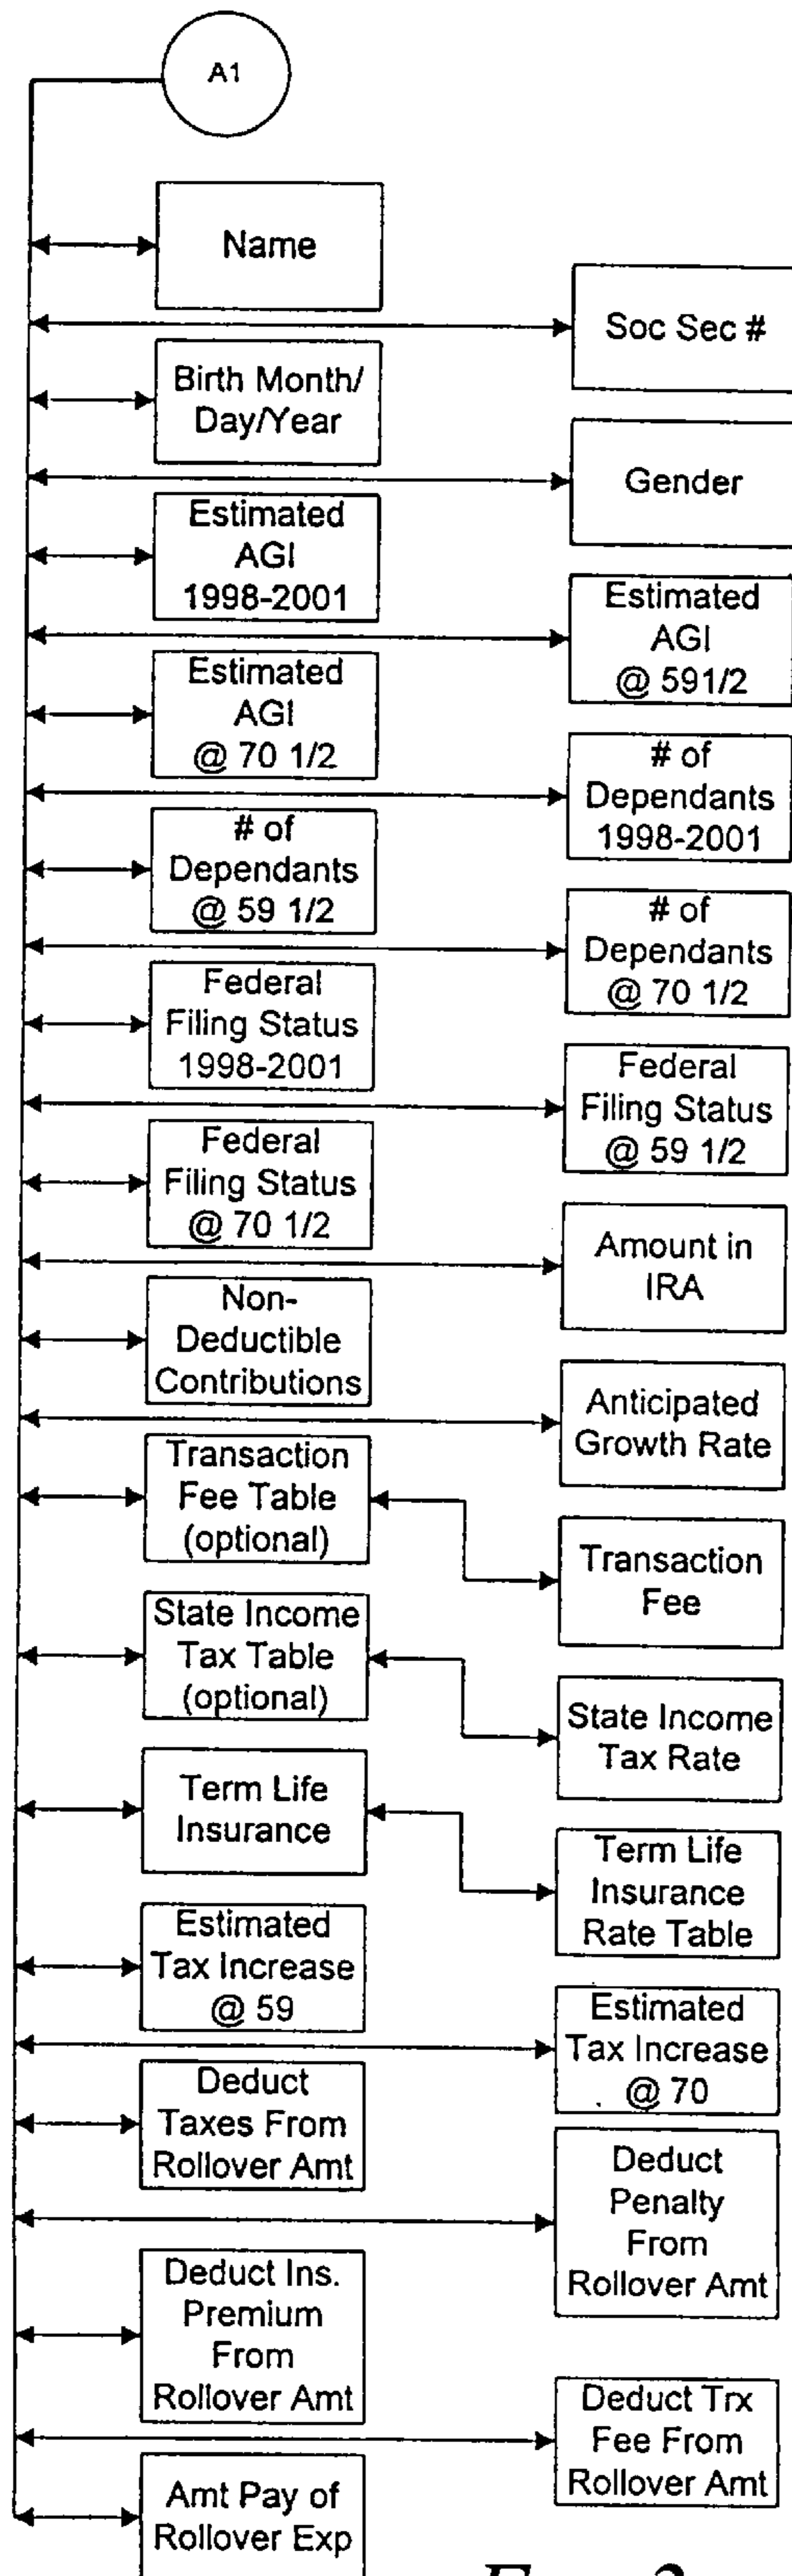 A1
Name
Soc Sec #
Birth Month/
Day/Year
Gender
Estimated
AGI
1998-2001
Estimated
AGI
@ 591/2
Estimated
AGI
@ 70 1/2
# of
Dependants
1998-2001
# of
Dependants
@ 59 1/2
# of
Dependants
@ 70 1/2
Federal
Filing Status
1998-2001
Federal
Filing Status
@ 59 1/2
Federal
Filing Status
@ 70 1/2
Amount in
IRA
Non-
Deductible
Contributions
Anticipated
Growth Rate
Transaction
Fee Table
(optional)
Transaction
Fee
State Income
Tax Table
(optional)
State Income
Tax Rate
Term Life
Insurance
Term Life
Insurance
Rate Table
Estimated
Tax Increase
@ 59
Estimated
Tax Increase
@ 70
Deduct
Taxes From
Rollover Amt
Deduct
Penalty
From
Rollover Amt
Deduct Ins.
Premium
From
Rollover Amt
Deduct Trx
Fee From
Rollover Amt
Amt Pay of
Rollover Exp